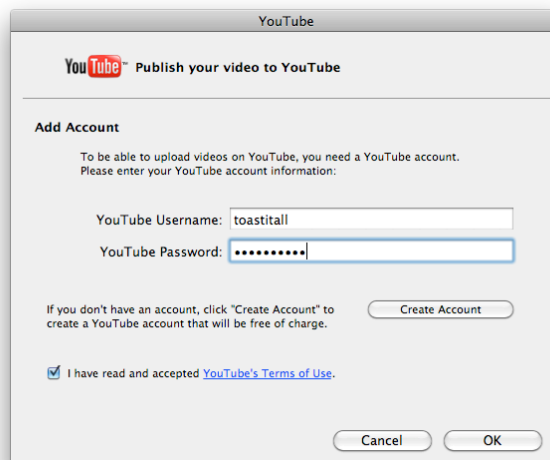 YouTube
YouTube™ Publish your video to YouTube
Add Account
To be able to upload videos on YouTube, you need a YouTube account.
Please enter your YouTube account information:
YouTube Username: toastitall
YouTube Password: ••••••••••
If you don't have an account, click "Create Account" to
create a YouTube account that will be free of charge.
Create Account
I have read and accepted YouTube's Terms of Use.
Cancel OK